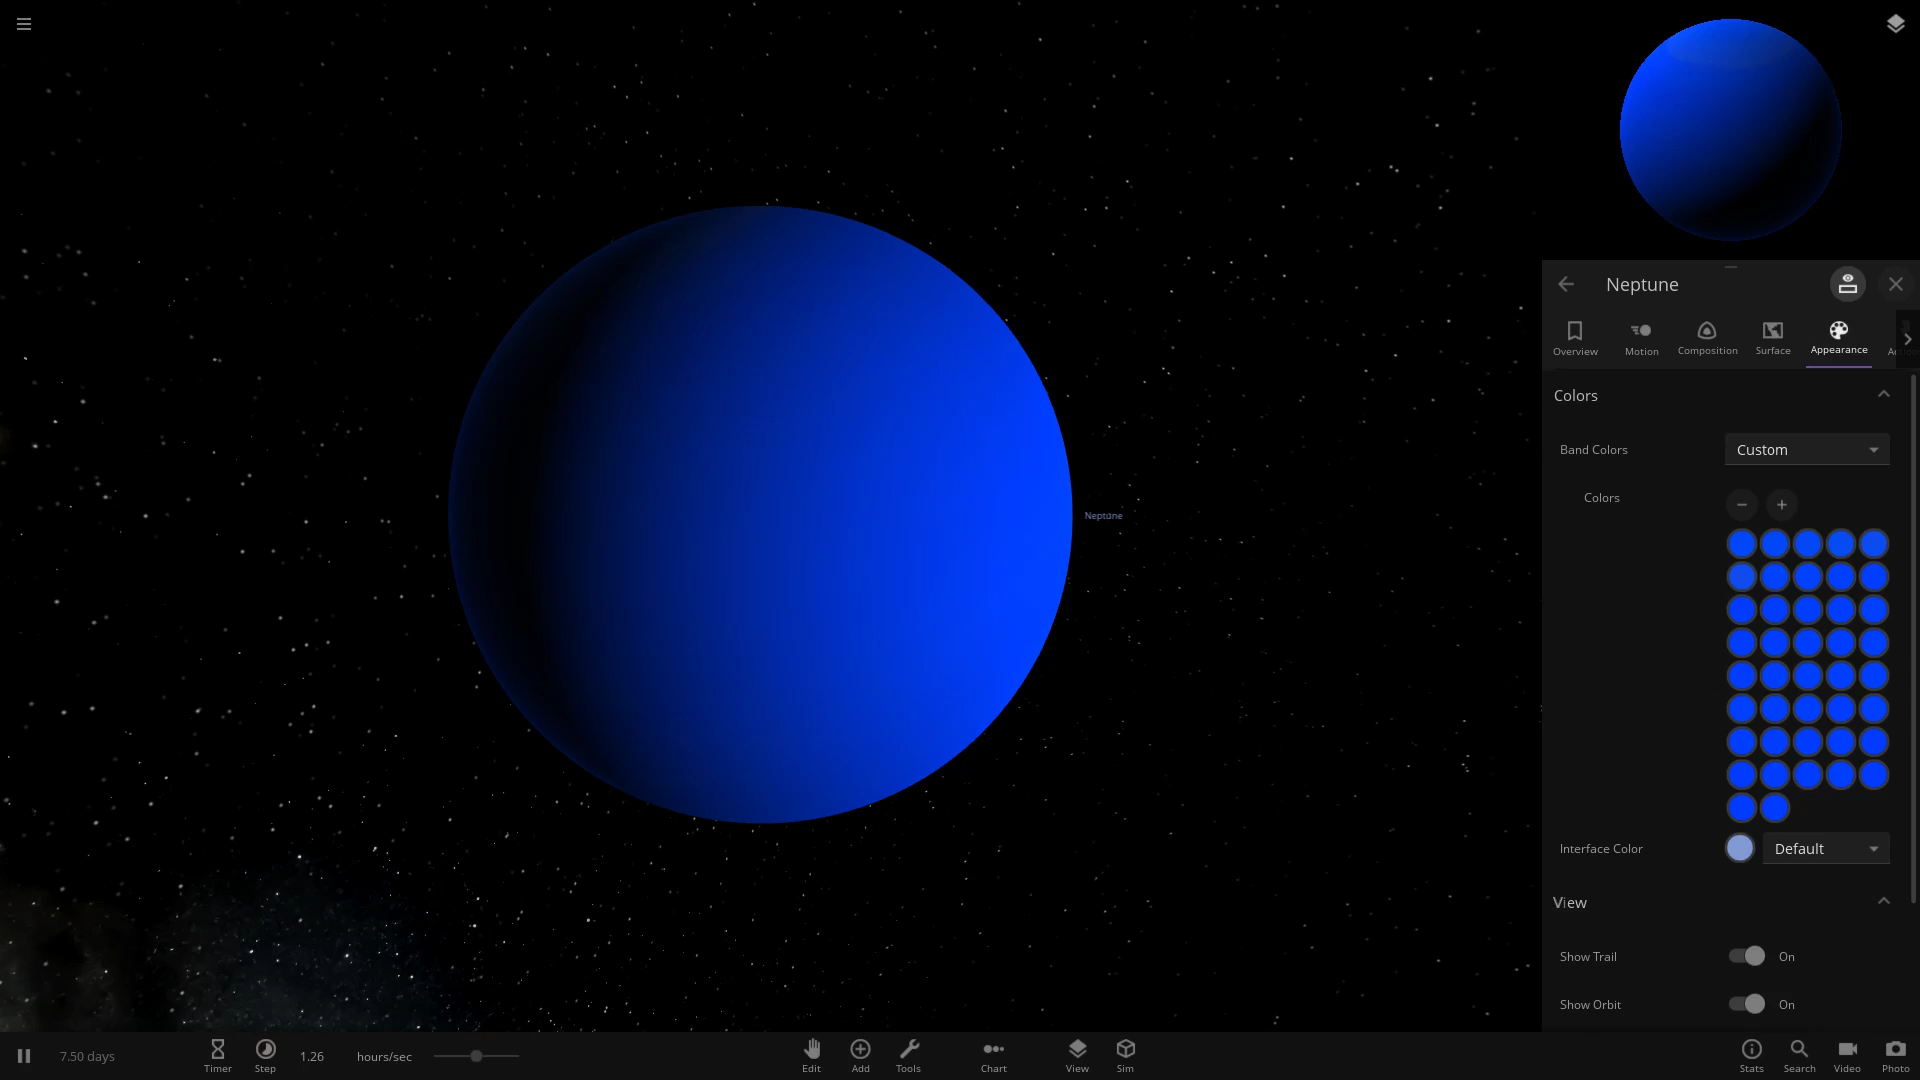 Neptune
Overview
Motion
Composition
Surface
Appearance
Colors
Band Colors
Custom
Colors
Neptune
Interface Color
Default
View
Show Trail
On
Show Orbit
On
7.50 days
Timer
Step
1.26
hours/sec
Edit
Add
Tools
Chart
View
Sim
Stats
Search
Video
Photo